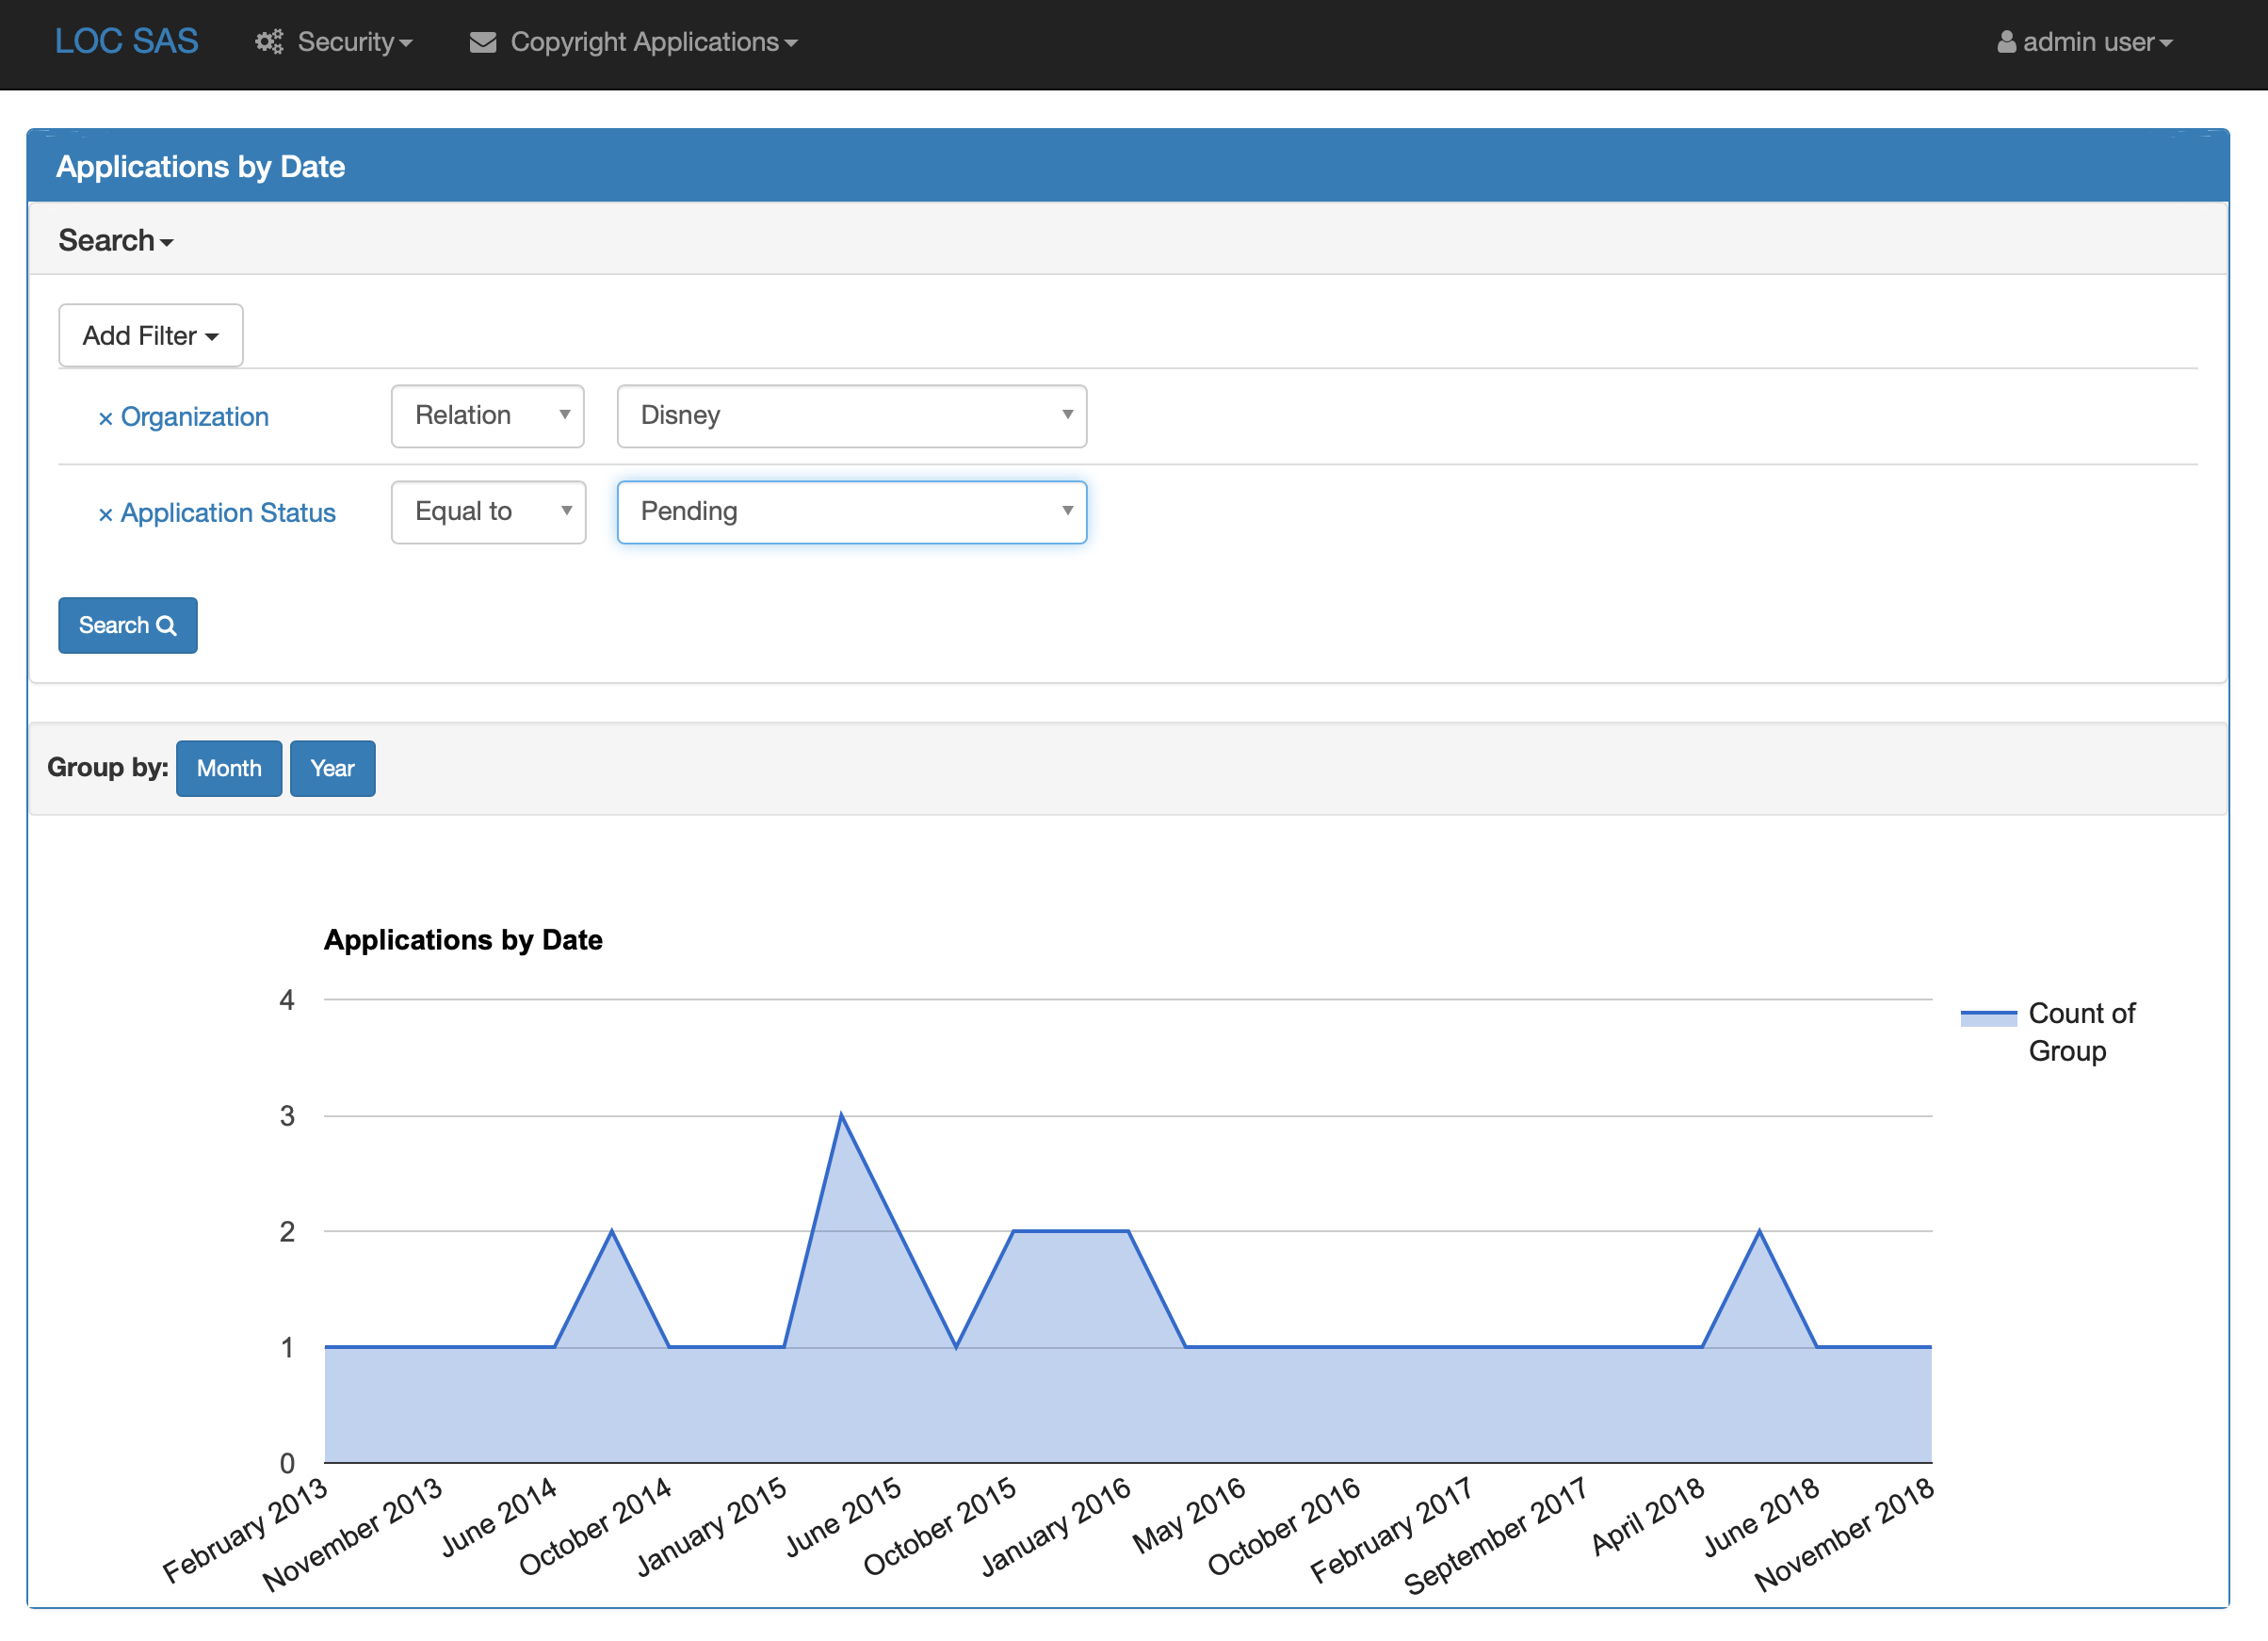 LOC SAS Security Copyright Applications admin user
Applications by Date
Search
Add Filter
× Organization Relation Disney
× Application Status Equal to Pending
Search
Group by: Month Year
Applications by Date
4
Count of
Group
3
2
1
0
February 2013 November 2013 June 2014 October 2014 January 2015 June 2015 October 2015 January 2016 May 2016 October 2016 February 2017 September 2017 April 2018 June 2018 November 2018